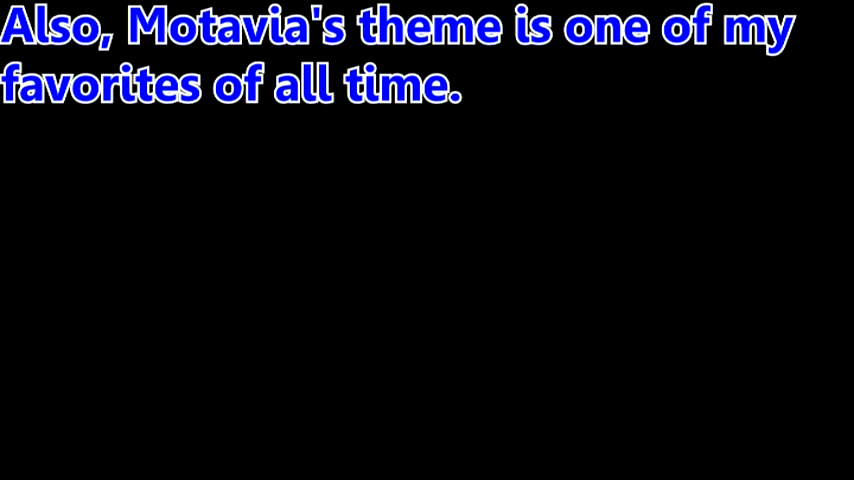 Also, Motavia's theme is one of my
favorites of all time.